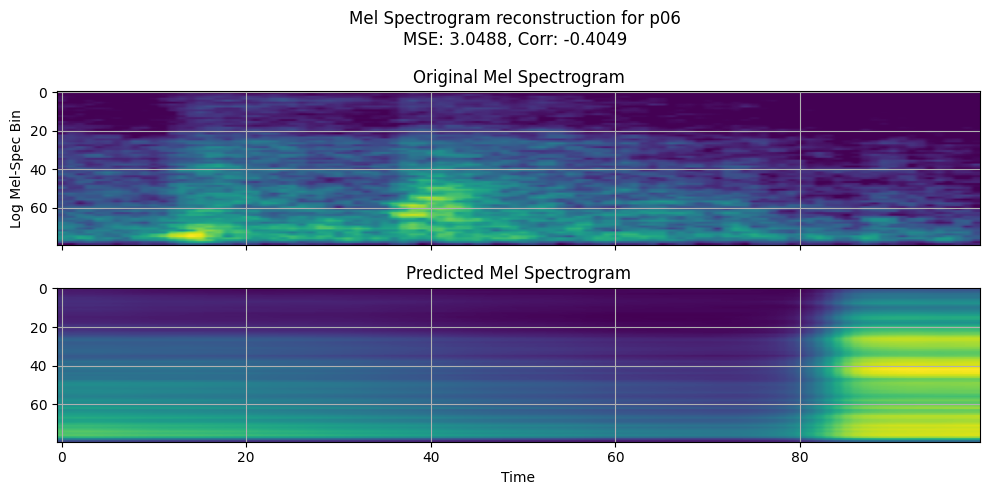 Mel Spectrogram reconstruction for p06
MSE: 3.0488, Corr: -0.4049
Original Mel Spectrogram
Log Mel-Spec Bin
0
20
40
60
Predicted Mel Spectrogram
0
20
40
60
0 20 40 60 80
Time